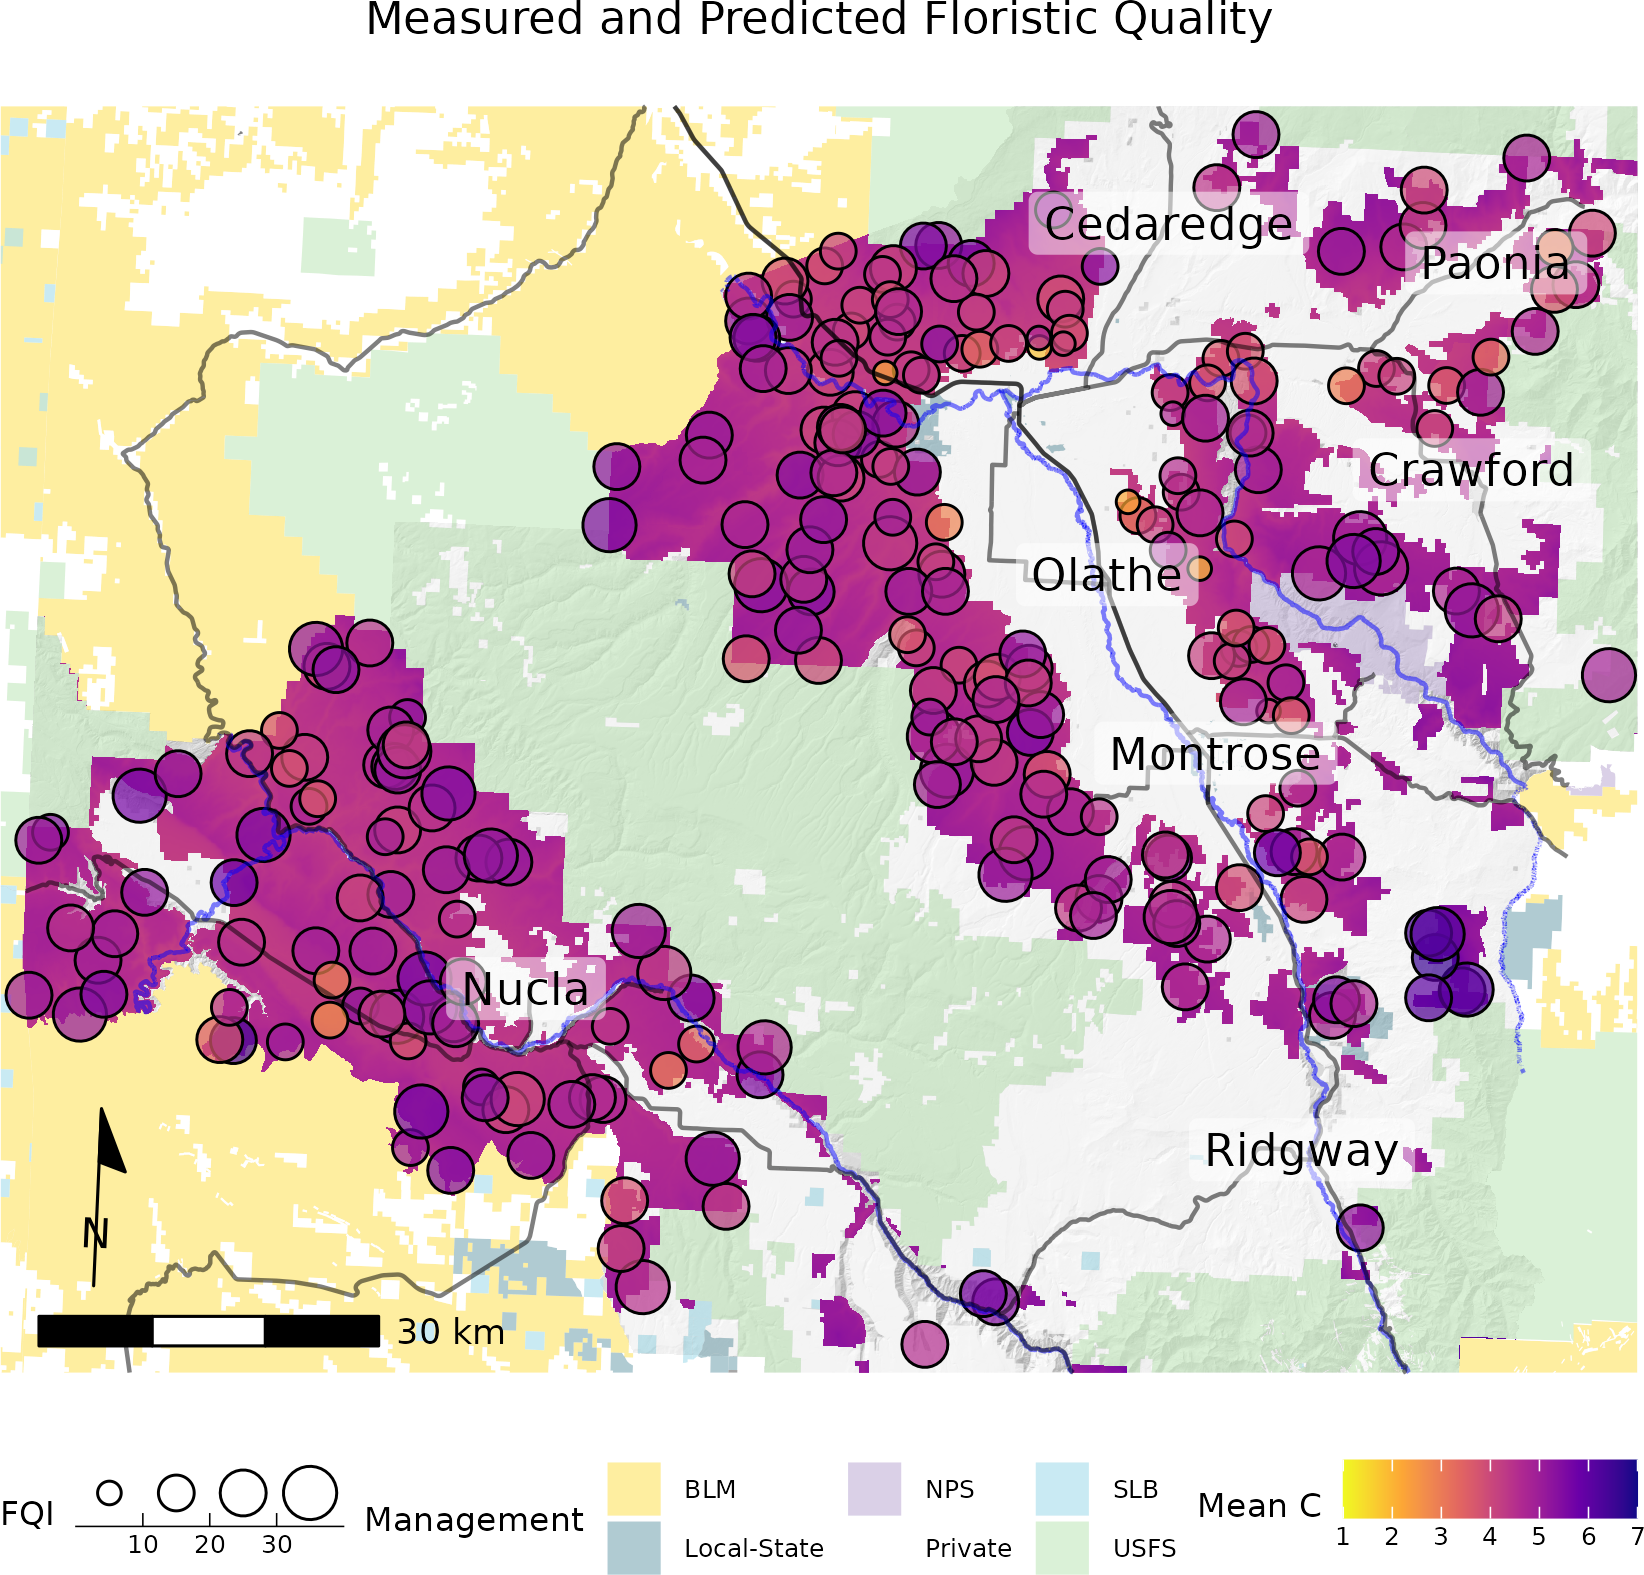 Measured and Predicted Floristic Quality
Cedaredge
Paonia
Crawford
Olathe
Montrose
Nucla
Ridgway
N
30 km
FQI
10 20 30
Management
BLM
Local-State
NPS
Private
SLB
USFS
Mean C
1 2 3 4 5 6 7